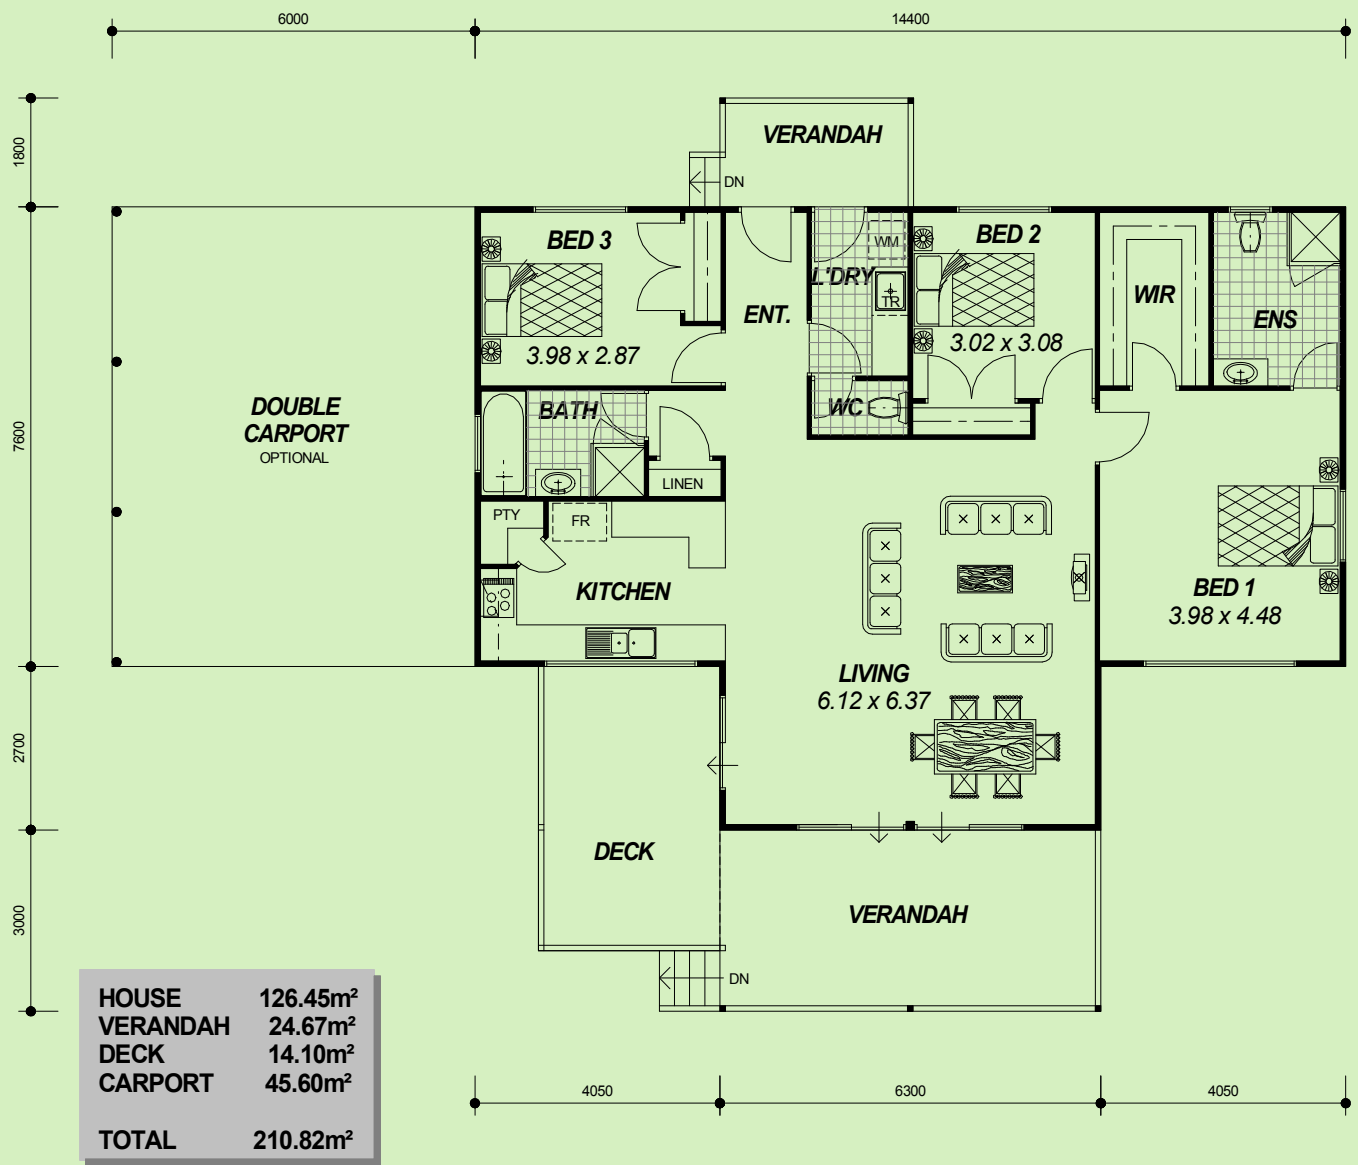 6000
14400
1800
VERANDAH
DN
BED 3
3.98 x 2.87
ENT.
L'DRY
WM
TR
BED 2
3.02 x 3.08
WIR
ENS
WC
BATH
LINEN
DOUBLE
CARPORT
OPTIONAL
7600
PTY
FR
KITCHEN
BED 1
3.98 x 4.48
LIVING
6.12 x 6.37
2700
DECK
VERANDAH
3000
DN
HOUSE 126.45m²
VERANDAH 24.67m²
DECK 14.10m²
CARPORT 45.60m²
TOTAL 210.82m²
4050
6300
4050